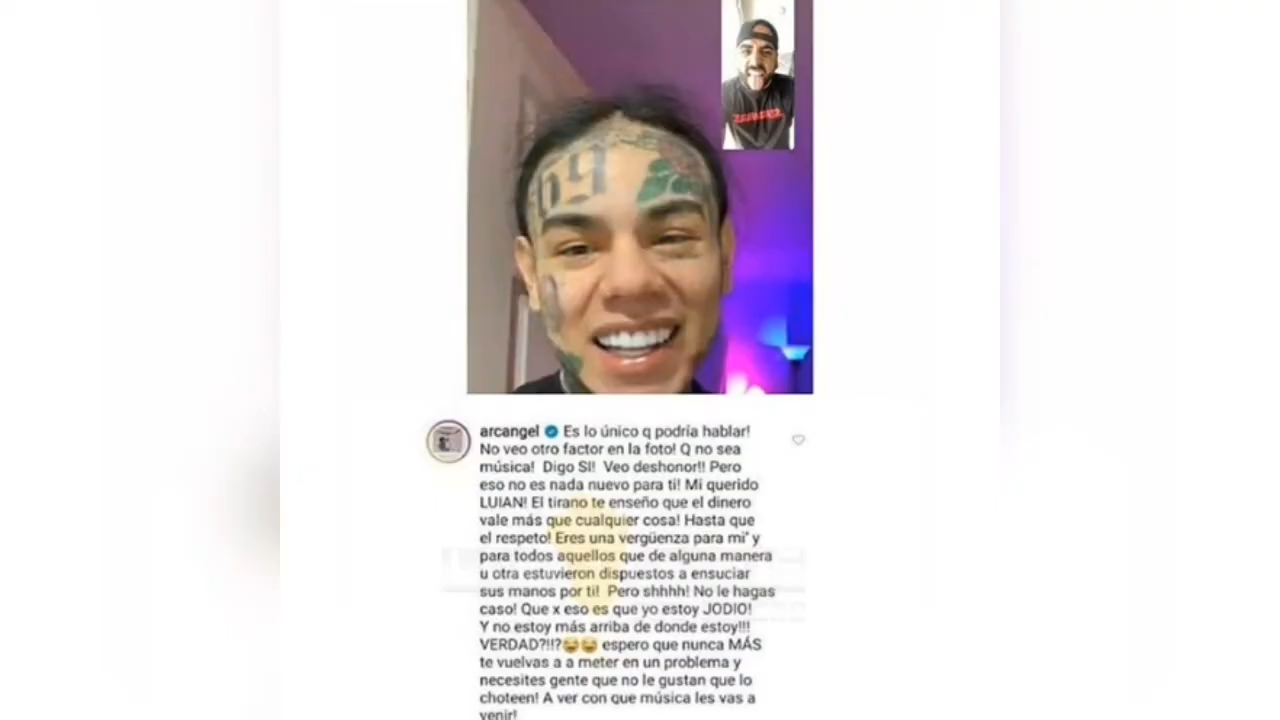 69
arcangel Es lo único q podría hablar!
No veo otro factor en la foto! Q no sea
música! Digo SI! Veo deshonor!! Pero
eso no es nada nuevo para ti! Mi querido
LUIAN! El tirano te enseño que el dinero
vale más que cualquier cosa! Hasta que
el respeto! Eres una vergüenza para mi" y
para todos aquellos que de alguna manera
u otra estuvieron dispuestos a ensuciar
sus manos por ti! Pero shhhh! No le hagas
caso! Que x eso es que yo estoy JODIO!
Y no estoy más arriba de donde estoy!!!
VERDAD?!!?😂😂 espero que nunca MÁS
te vuelvas a a meter en un problema y
necesites gente que no le gustan que lo
choteen! A ver con que música les vas a
venir!